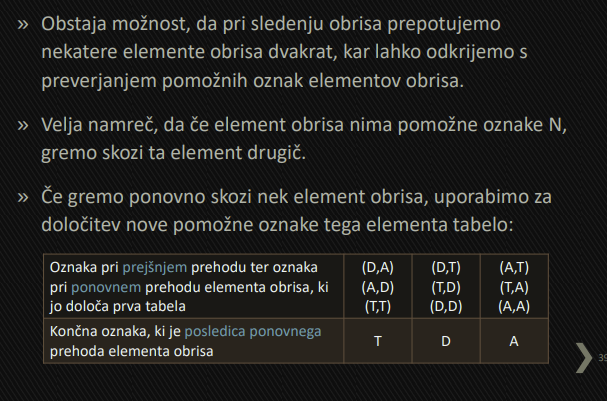 » Obstaja možnost, da pri sledenju obrisa prepotujemo
nekatere elemente obrisa dvakrat, kar lahko odkrijemo s
preverjanjem pomožnih oznak elementov obrisa.
» Velja namreč, da če element obrisa nima pomožne oznake N,
gremo skozi ta element drugič.
» Če gremo ponovno skozi nek element obrisa, uporabimo za
določitev nove pomožne oznake tega elementa tabelo:
Oznaka pri prejšnjem prehodu ter oznaka (D,A) (D,T) (A,T)
pri ponovnem prehodu elementa obrisa, ki (A,D) (T,D) (T,A)
jo določa prva tabela (T,T) (D,D) (A,A)
Končna oznaka, ki je posledica ponovnega
prehoda elementa obrisa T D A
39